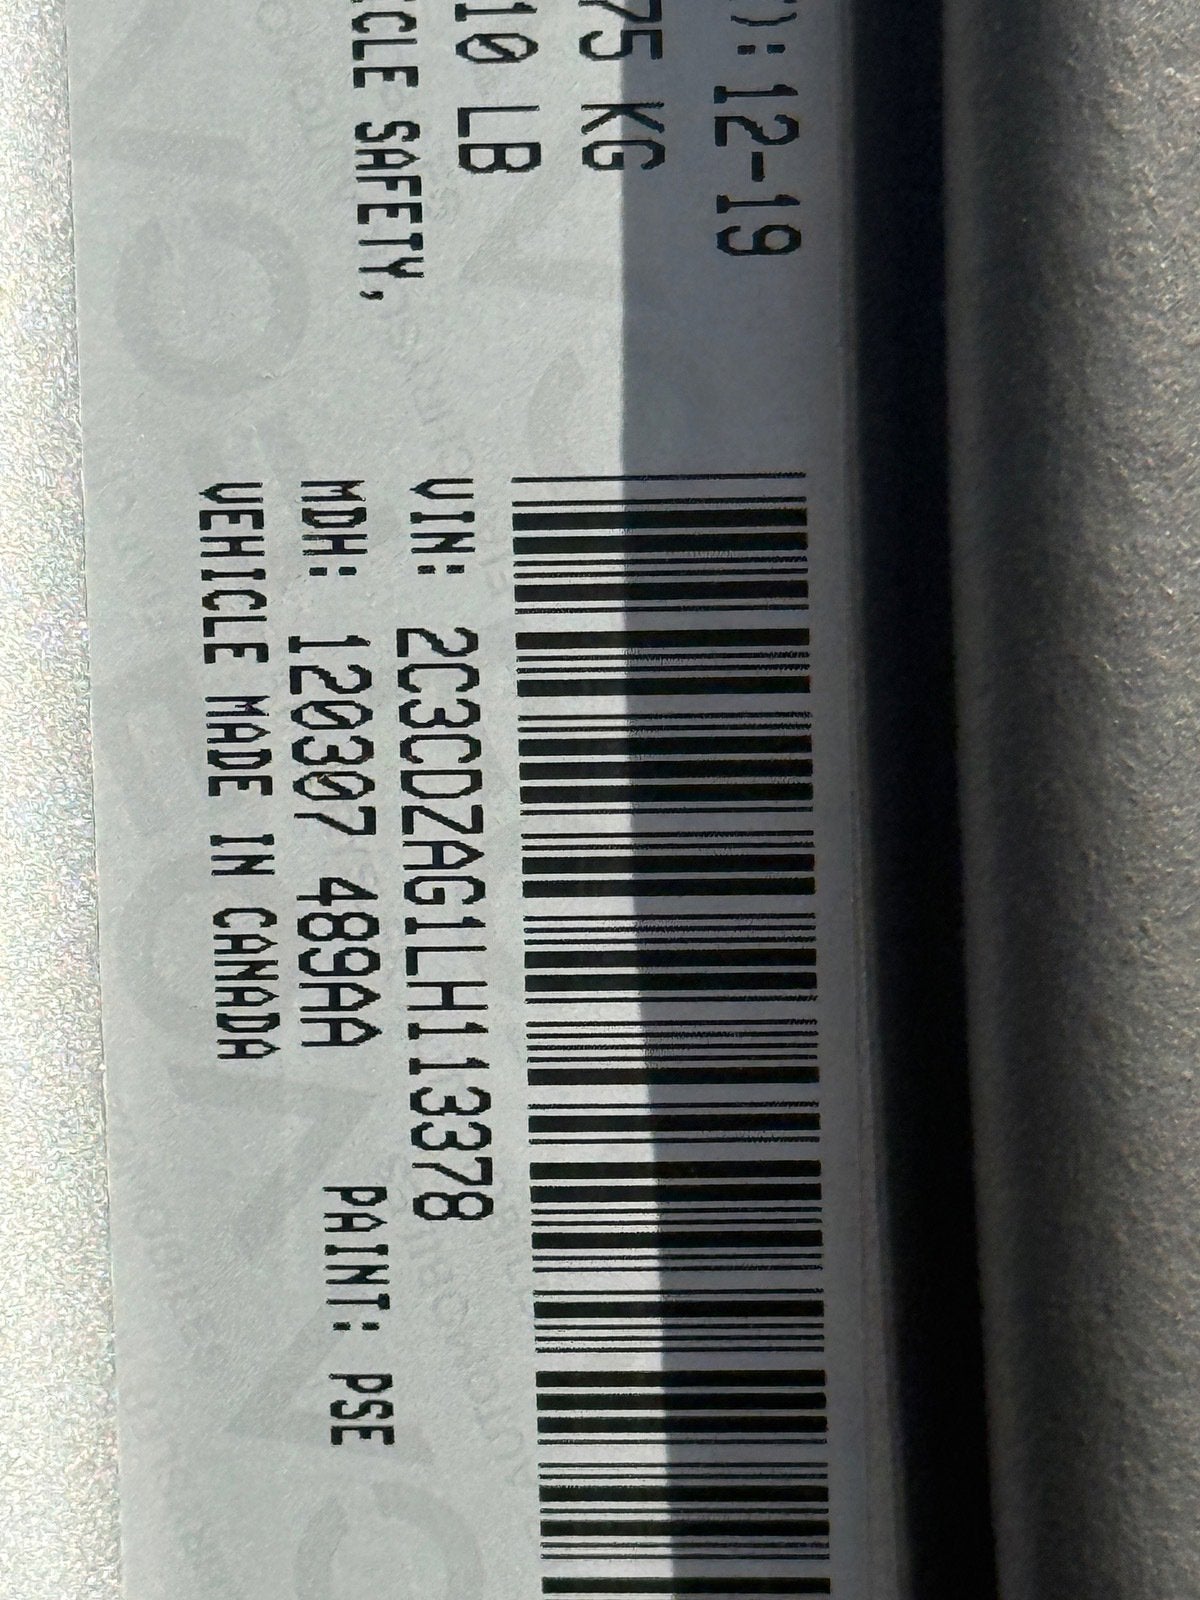 ):12-19
75 KG
10 LB
ICLE SAFETY,
VIN: 2C3CDZAG1LH113378
MDH: 120307 489AA PAINT: PSE
VEHICLE MADE IN CANADA